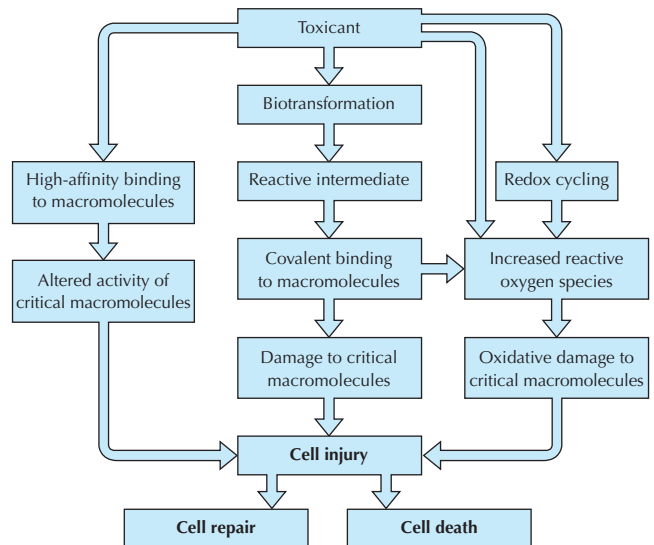 Toxicant
Biotransformation
High-affinity binding
to macromolecules
Reactive intermediate
Redox cycling
Altered activity of
critical macromolecules
Covalent binding
to macromolecules
Increased reactive
oxygen species
Damage to critical
macromolecules
Oxidative damage to
critical macromolecules
Cell injury
Cell repair
Cell death